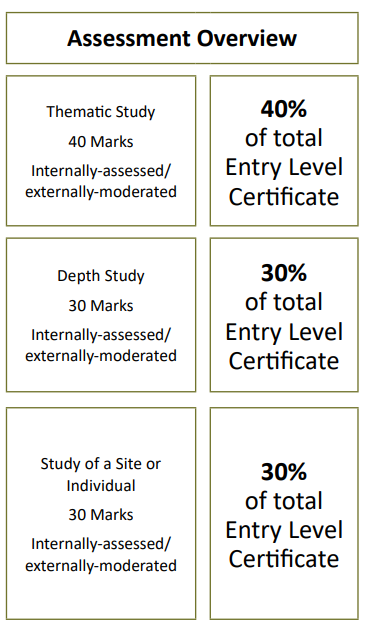 Assessment Overview
Thematic Study
40 Marks
Internally-assessed/
externally-moderated
40%
of total
Entry Level
Certificate
Depth Study
30 Marks
Internally-assessed/
externally-moderated
30%
of total
Entry Level
Certificate
Study of a Site or
Individual
30 Marks
Internally-assessed/
externally-moderated
30%
of total
Entry Level
Certificate